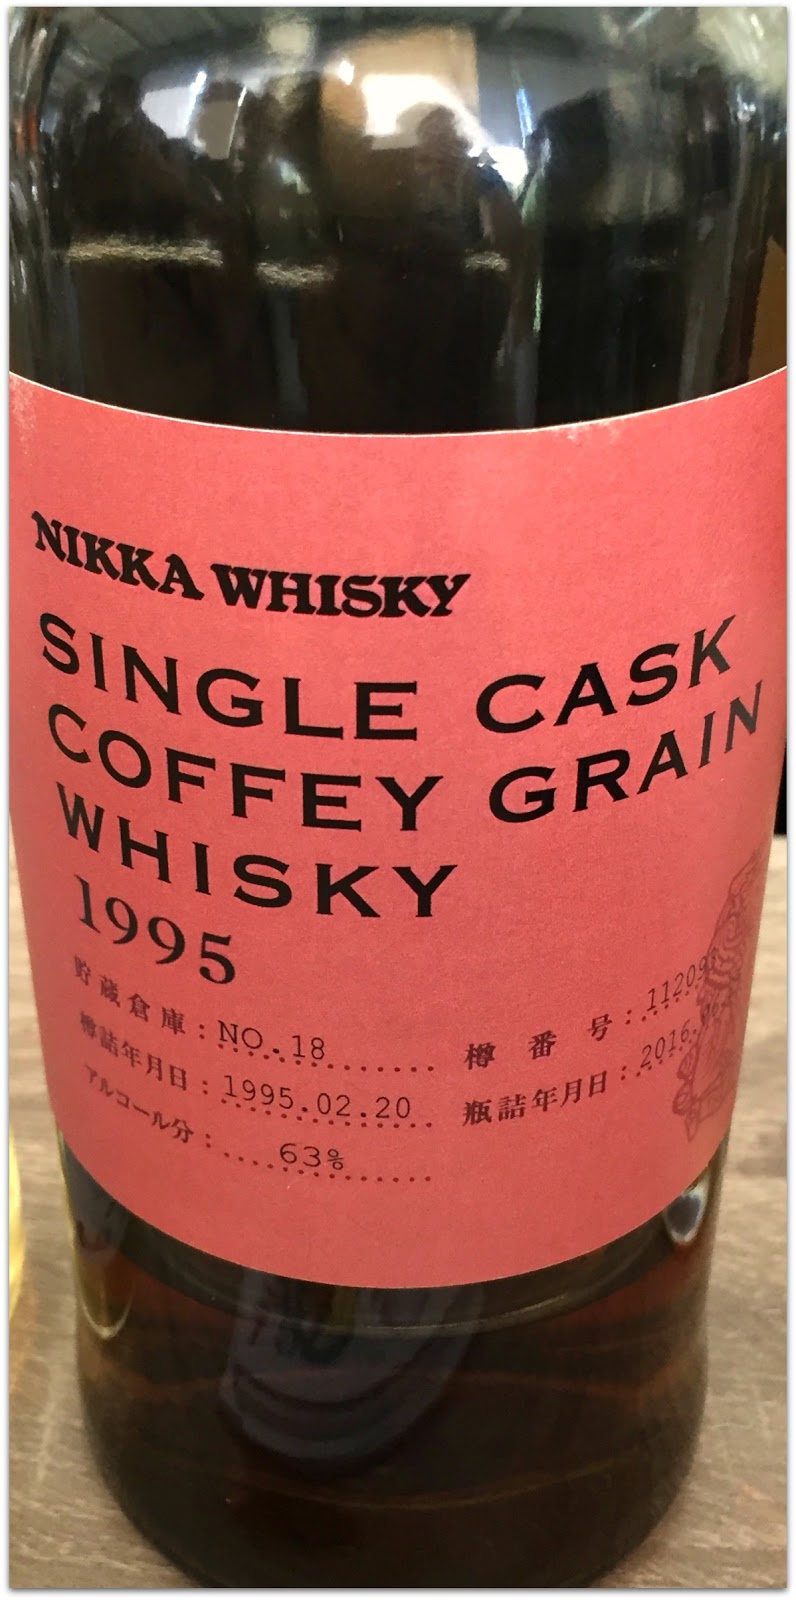 NIKKA WHISKY
SINGLE CASK
COFFEY GRAIN
WHISKY
1995
貯蔵倉庫：NO.18
樽番号：
樽詰年月日：1995.02.20
瓶詰年月日：
アルコール分：63%